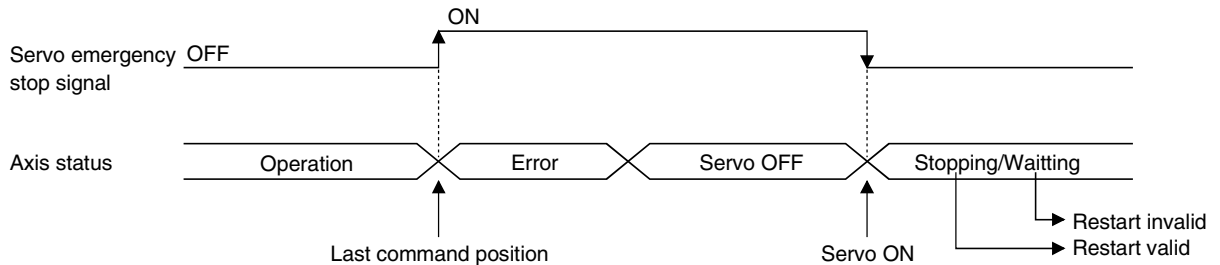 ON
Servo emergency OFF
stop signal
Axis status Operation Error Servo OFF Stopping/Waitting
Restart invalid
Restart valid
Last command position Servo ON